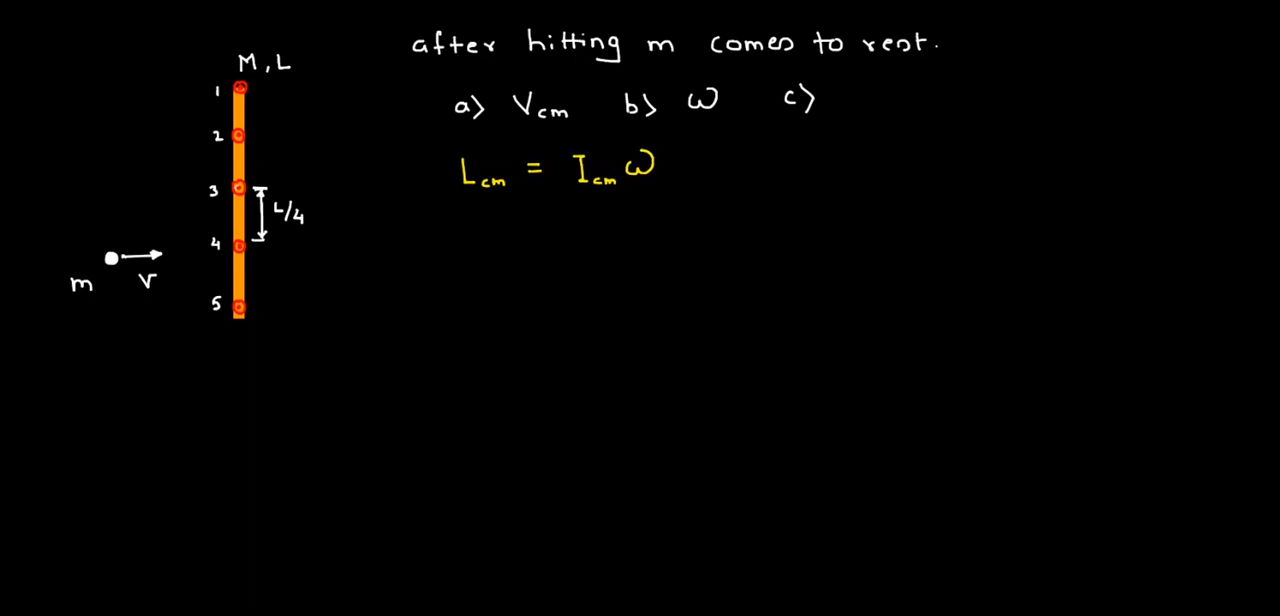 after hitting m comes to rest.
M, L
a) Vcm b) ω c)
1
2
Lcm = Icm ω
3
L/4
4
m v
5